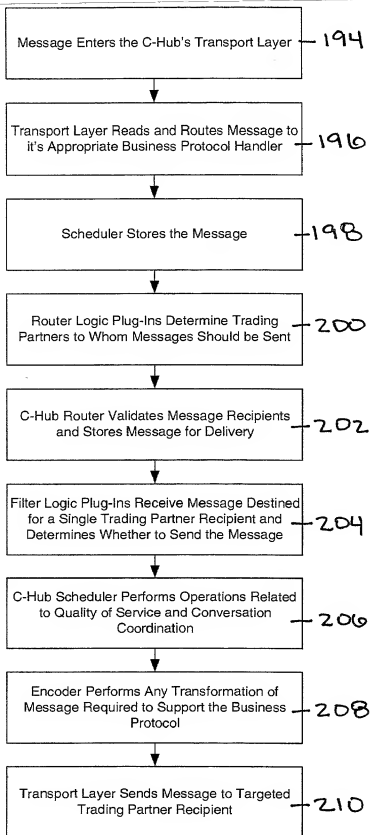 Message Enters the C-Hub's Transport Layer
194
Transport Layer Reads and Routes Message to
it's Appropriate Business Protocol Handler
196
Scheduler Stores the Message
198
Router Logic Plug-Ins Determine Trading
Partners to Whom Messages Should be Sent
200
C-Hub Router Validates Message Recipients
and Stores Message for Delivery
202
Filter Logic Plug-Ins Receive Message Destined
for a Single Trading Partner Recipient and
Determines Whether to Send the Message
204
C-Hub Scheduler Performs Operations Related
to Quality of Service and Conversation
Coordination
206
Encoder Performs Any Transformation of
Message Required to Support the Business
Protocol
208
Transport Layer Sends Message to Targeted
Trading Partner Recipient
210